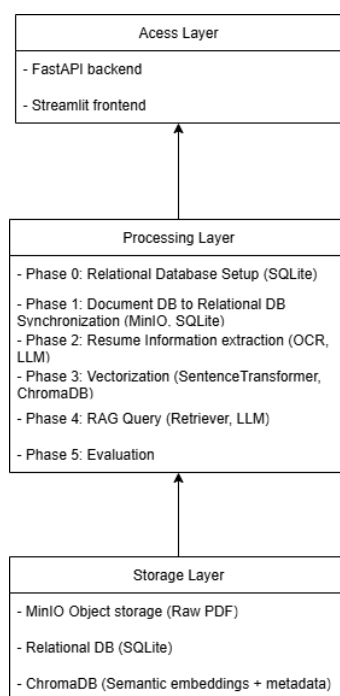 Acess Layer
- FastAPI backend
- Streamlit frontend
Processing Layer
- Phase 0: Relational Database Setup (SQLite)
- Phase 1: Document DB to Relational DB
Synchronization (MinIO, SQLite)
- Phase 2: Resume Information extraction (OCR,
LLM)
- Phase 3: Vectorization (SentenceTransformer,
ChromaDB)
- Phase 4: RAG Query (Retriever, LLM)
- Phase 5: Evaluation
Storage Layer
- MinIO Object storage (Raw PDF)
- Relational DB (SQLite)
- ChromaDB (Semantic embeddings + metadata)